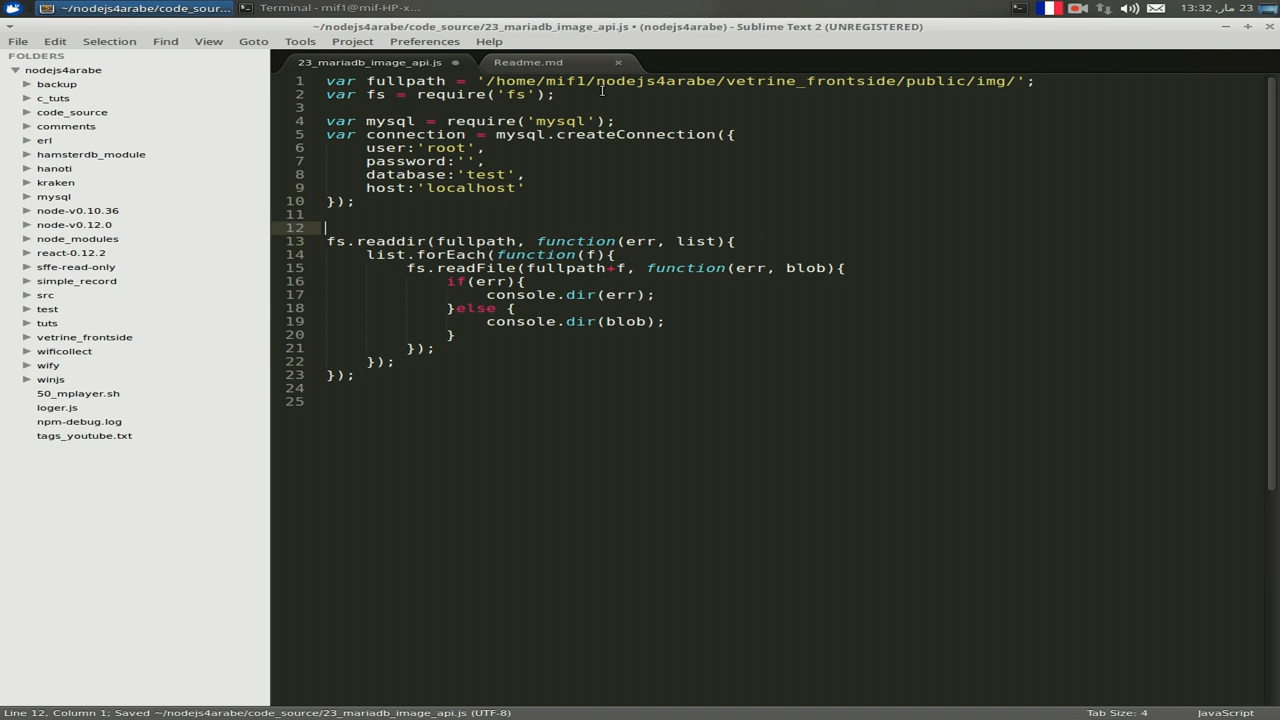 ~/nodejs4arabe/code_sour...
Terminal - mif1@mif-HP-x...
13:32 مار, 23
~/nodejs4arabe/code_source/23_mariadb_image_api.js • (nodejs4arabe) - Sublime Text 2 (UNREGISTERED)
File Edit Selection Find View Goto Tools Project Preferences Help
FOLDERS
nodejs4arabe
backup
c_tuts
code_source
comments
erl
hamsterdb_module
hanoti
kraken
mysql
node-v0.10.36
node-v0.12.0
node_modules
react-0.12.2
sffe-read-only
simple_record
src
test
tuts
vetrine_frontside
wificollect
wify
winjs
50_mplayer.sh
loger.js
npm-debug.log
tags_youtube.txt
23_mariadb_image_api.js
Readme.md
1 var fullpath = '/home/mif1/nodejs4arabe/vetrine_frontside/public/img/';
2 var fs = require('fs');
3
4 var mysql = require('mysql');
5 var connection = mysql.createConnection({
6 user:'root',
7 password:'',
8 database:'test',
9 host:'localhost'
10 });
11
12
13 fs.readdir(fullpath, function(err, list){
14 list.forEach(function(f){
15 fs.readFile(fullpath+f, function(err, blob){
16 if(err){
17 console.dir(err);
18 }else {
19 console.dir(blob);
20 }
21 });
22 });
23 });
24
25
Line 12, Column 1; Saved ~/nodejs4arabe/code_source/23_mariadb_image_api.js (UTF-8)
Tab Size: 4
JavaScript